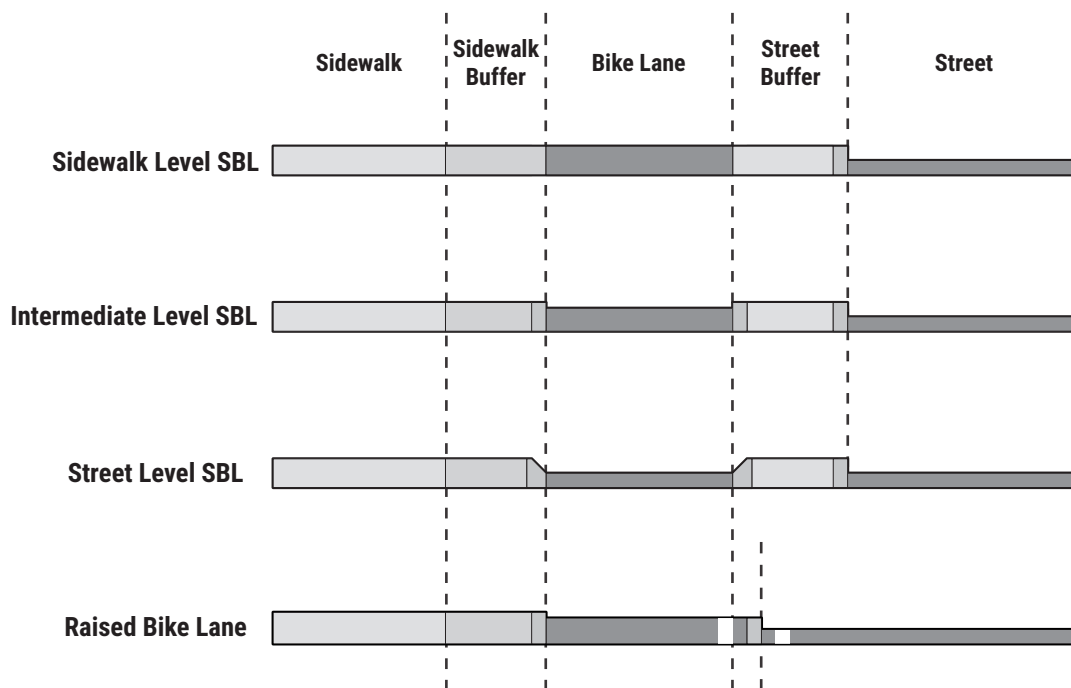 Sidewalk
Sidewalk
Buffer
Bike Lane
Street
Buffer
Street
Sidewalk Level SBL
Intermediate Level SBL
Street Level SBL
Raised Bike Lane